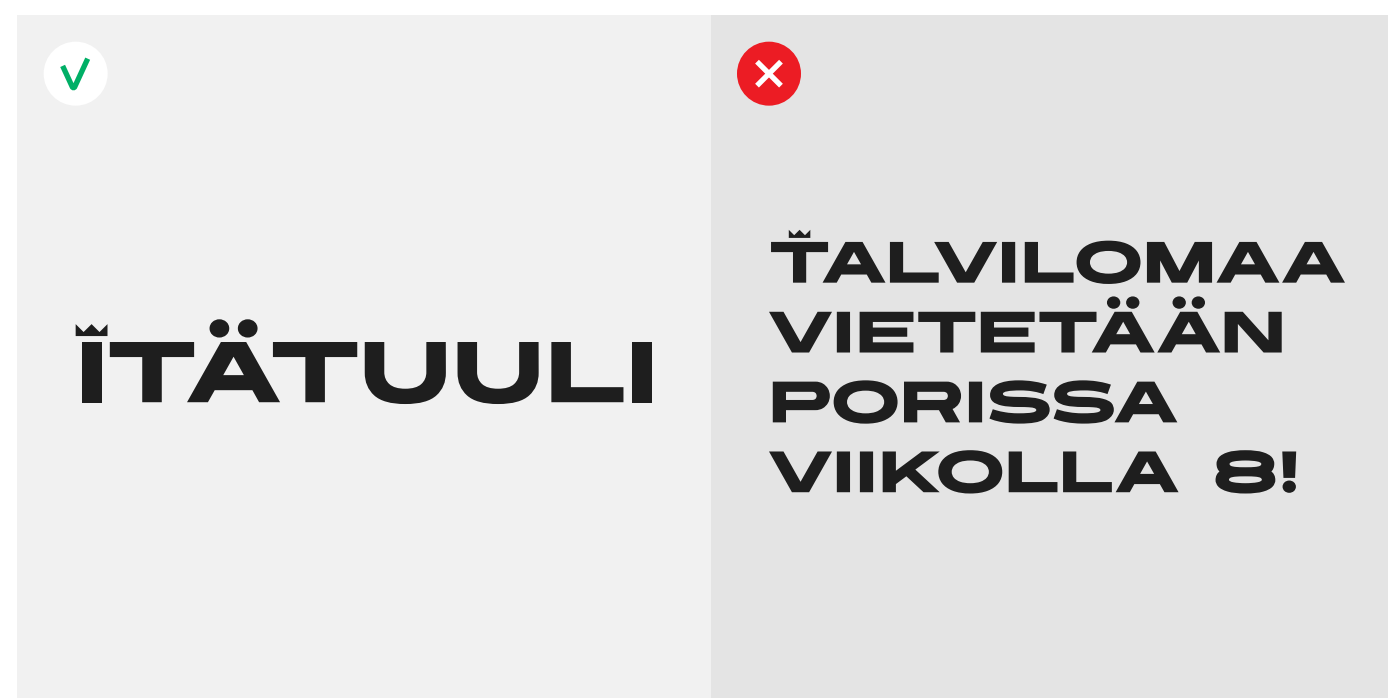 ITÄTUULI
TALVILOMAA
VIETETÄÄN
PORISSA
VIIKOLLA 8!